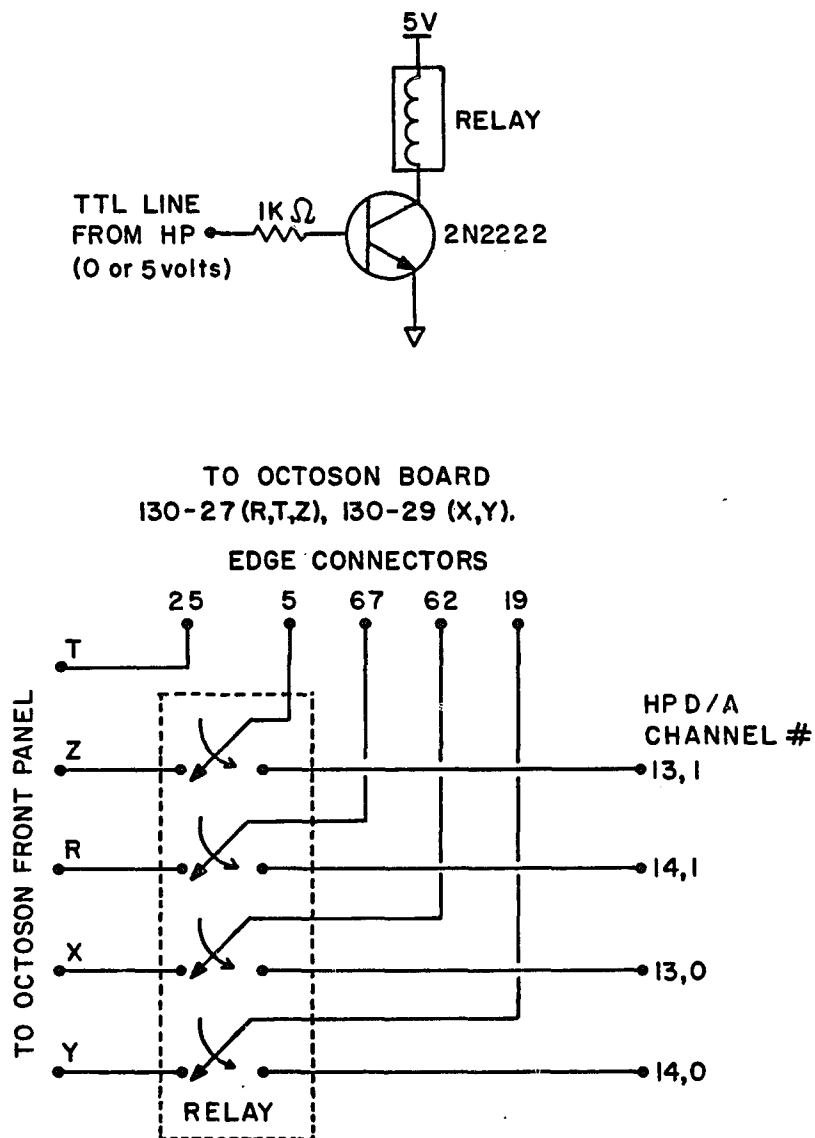 5V
RELAY
TTL LINE
FROM HP
(0 or 5 volts)
1K Ω
2N2222
TO OCTOSON BOARD
130-27 (R,T,Z), 130-29 (X,Y).
EDGE CONNECTORS
25 5 67 62 19
T
HP D/A
CHANNEL #
Z
13,1
R
14,1
X
13,0
Y
14,0
RELAY
TO OCTOSON FRONT PANEL